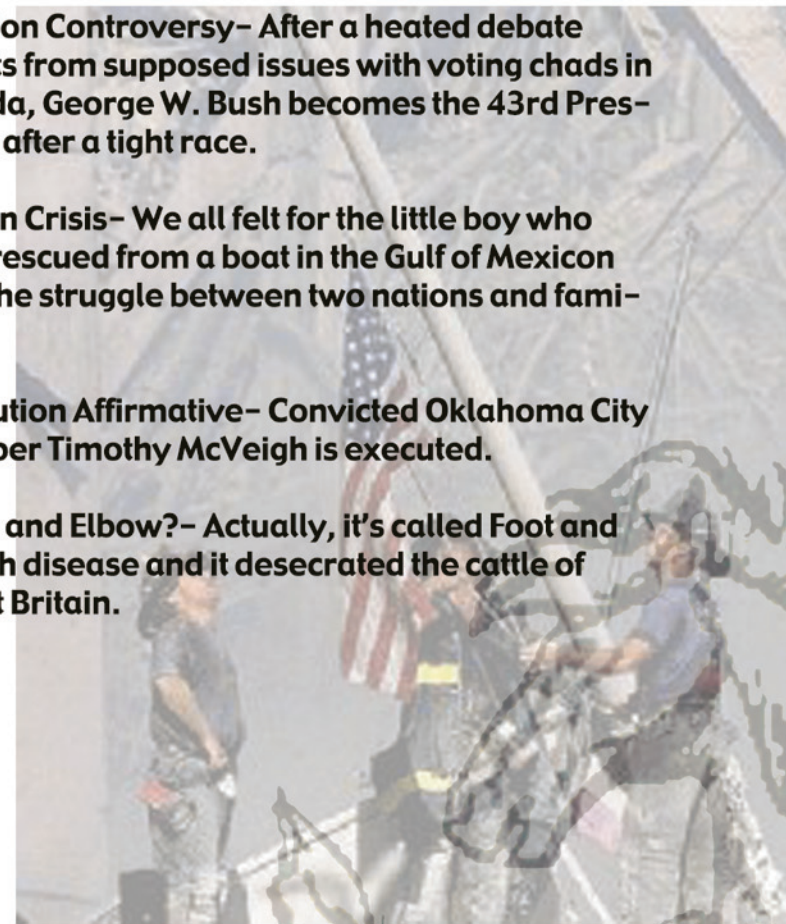 on Controversy– After a heated debate
s from supposed issues with voting chads in
da, George W. Bush becomes the 43rd Pres–
after a tight race.
n Crisis– We all felt for the little boy who
rescued from a boat in the Gulf of Mexicon
he struggle between two nations and fami–
ution Affirmative– Convicted Oklahoma City
ber Timothy McVeigh is executed.
and Elbow?– Actually, it's called Foot and
h disease and it desecrated the cattle of
t Britain.